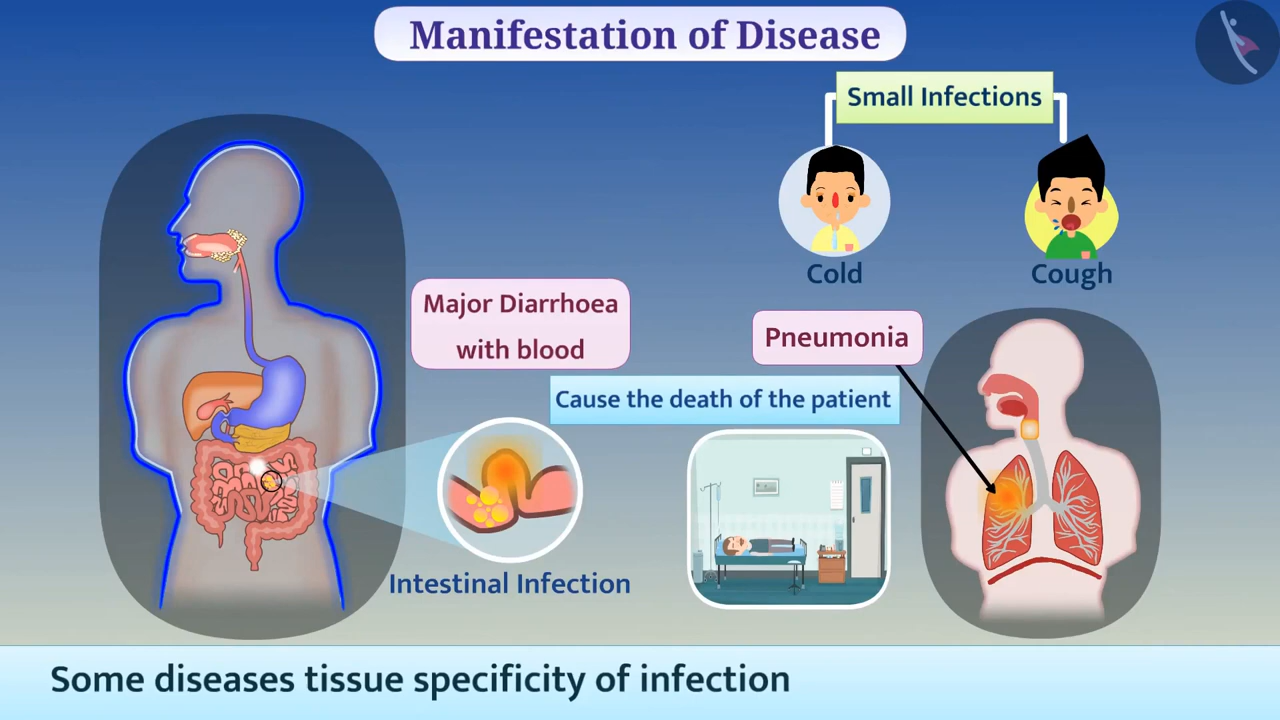 Manifestation of Disease
Small Infections
Cold
Cough
Major Diarrhoea
with blood
Pneumonia
Cause the death of the patient
Intestinal Infection
Some diseases tissue specificity of infection